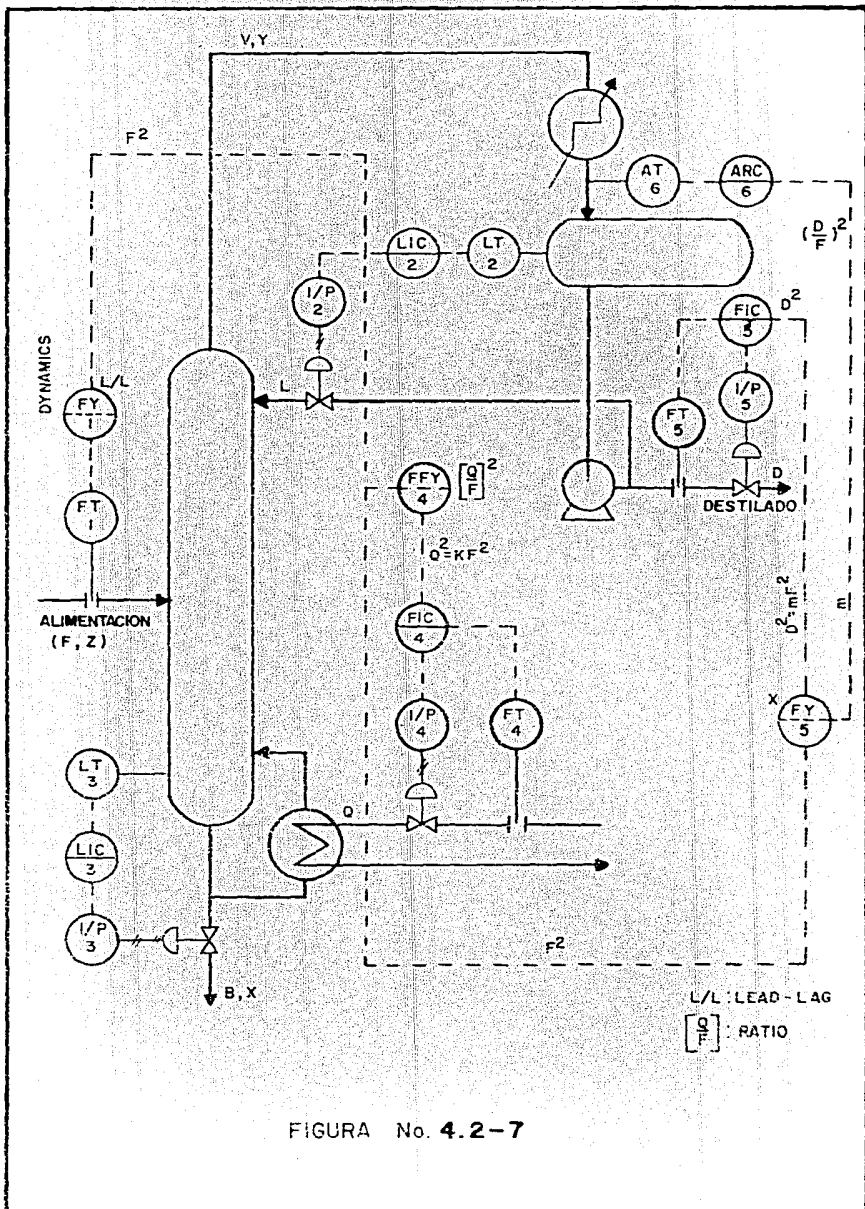 V,Y
F²
AT 6
ARC 6
(D/F)²
LIC 2
LT 2
I/P 2
FIC 5
D²
DYNAMICS
L/L
FY
L
I/P 5
FT 5
FT
D
DESTILADO
FFY 4
[Q/F]²
Q²=KF²
ALIMENTACION
(F, Z)
FIC 4
D²=mF²
m
I/P 4
FT 4
X
FY 5
LT 3
Q
LIC 3
I/P 3
F²
B, X
L/L : LEAD-LAG
[Q/F] : RATIO
FIGURA No. 4.2-7